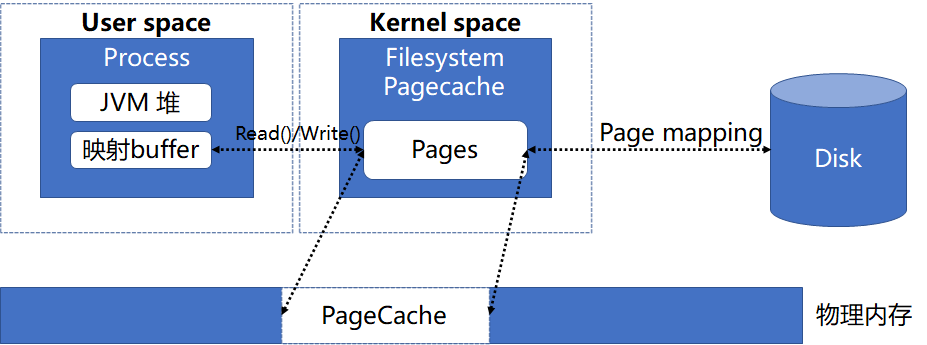 User space
Kernel space
Process
JVM 堆
映射buffer
Read()/Write()
Filesystem
Pagecache
Pages
Page mapping
Disk
PageCache
物理内存